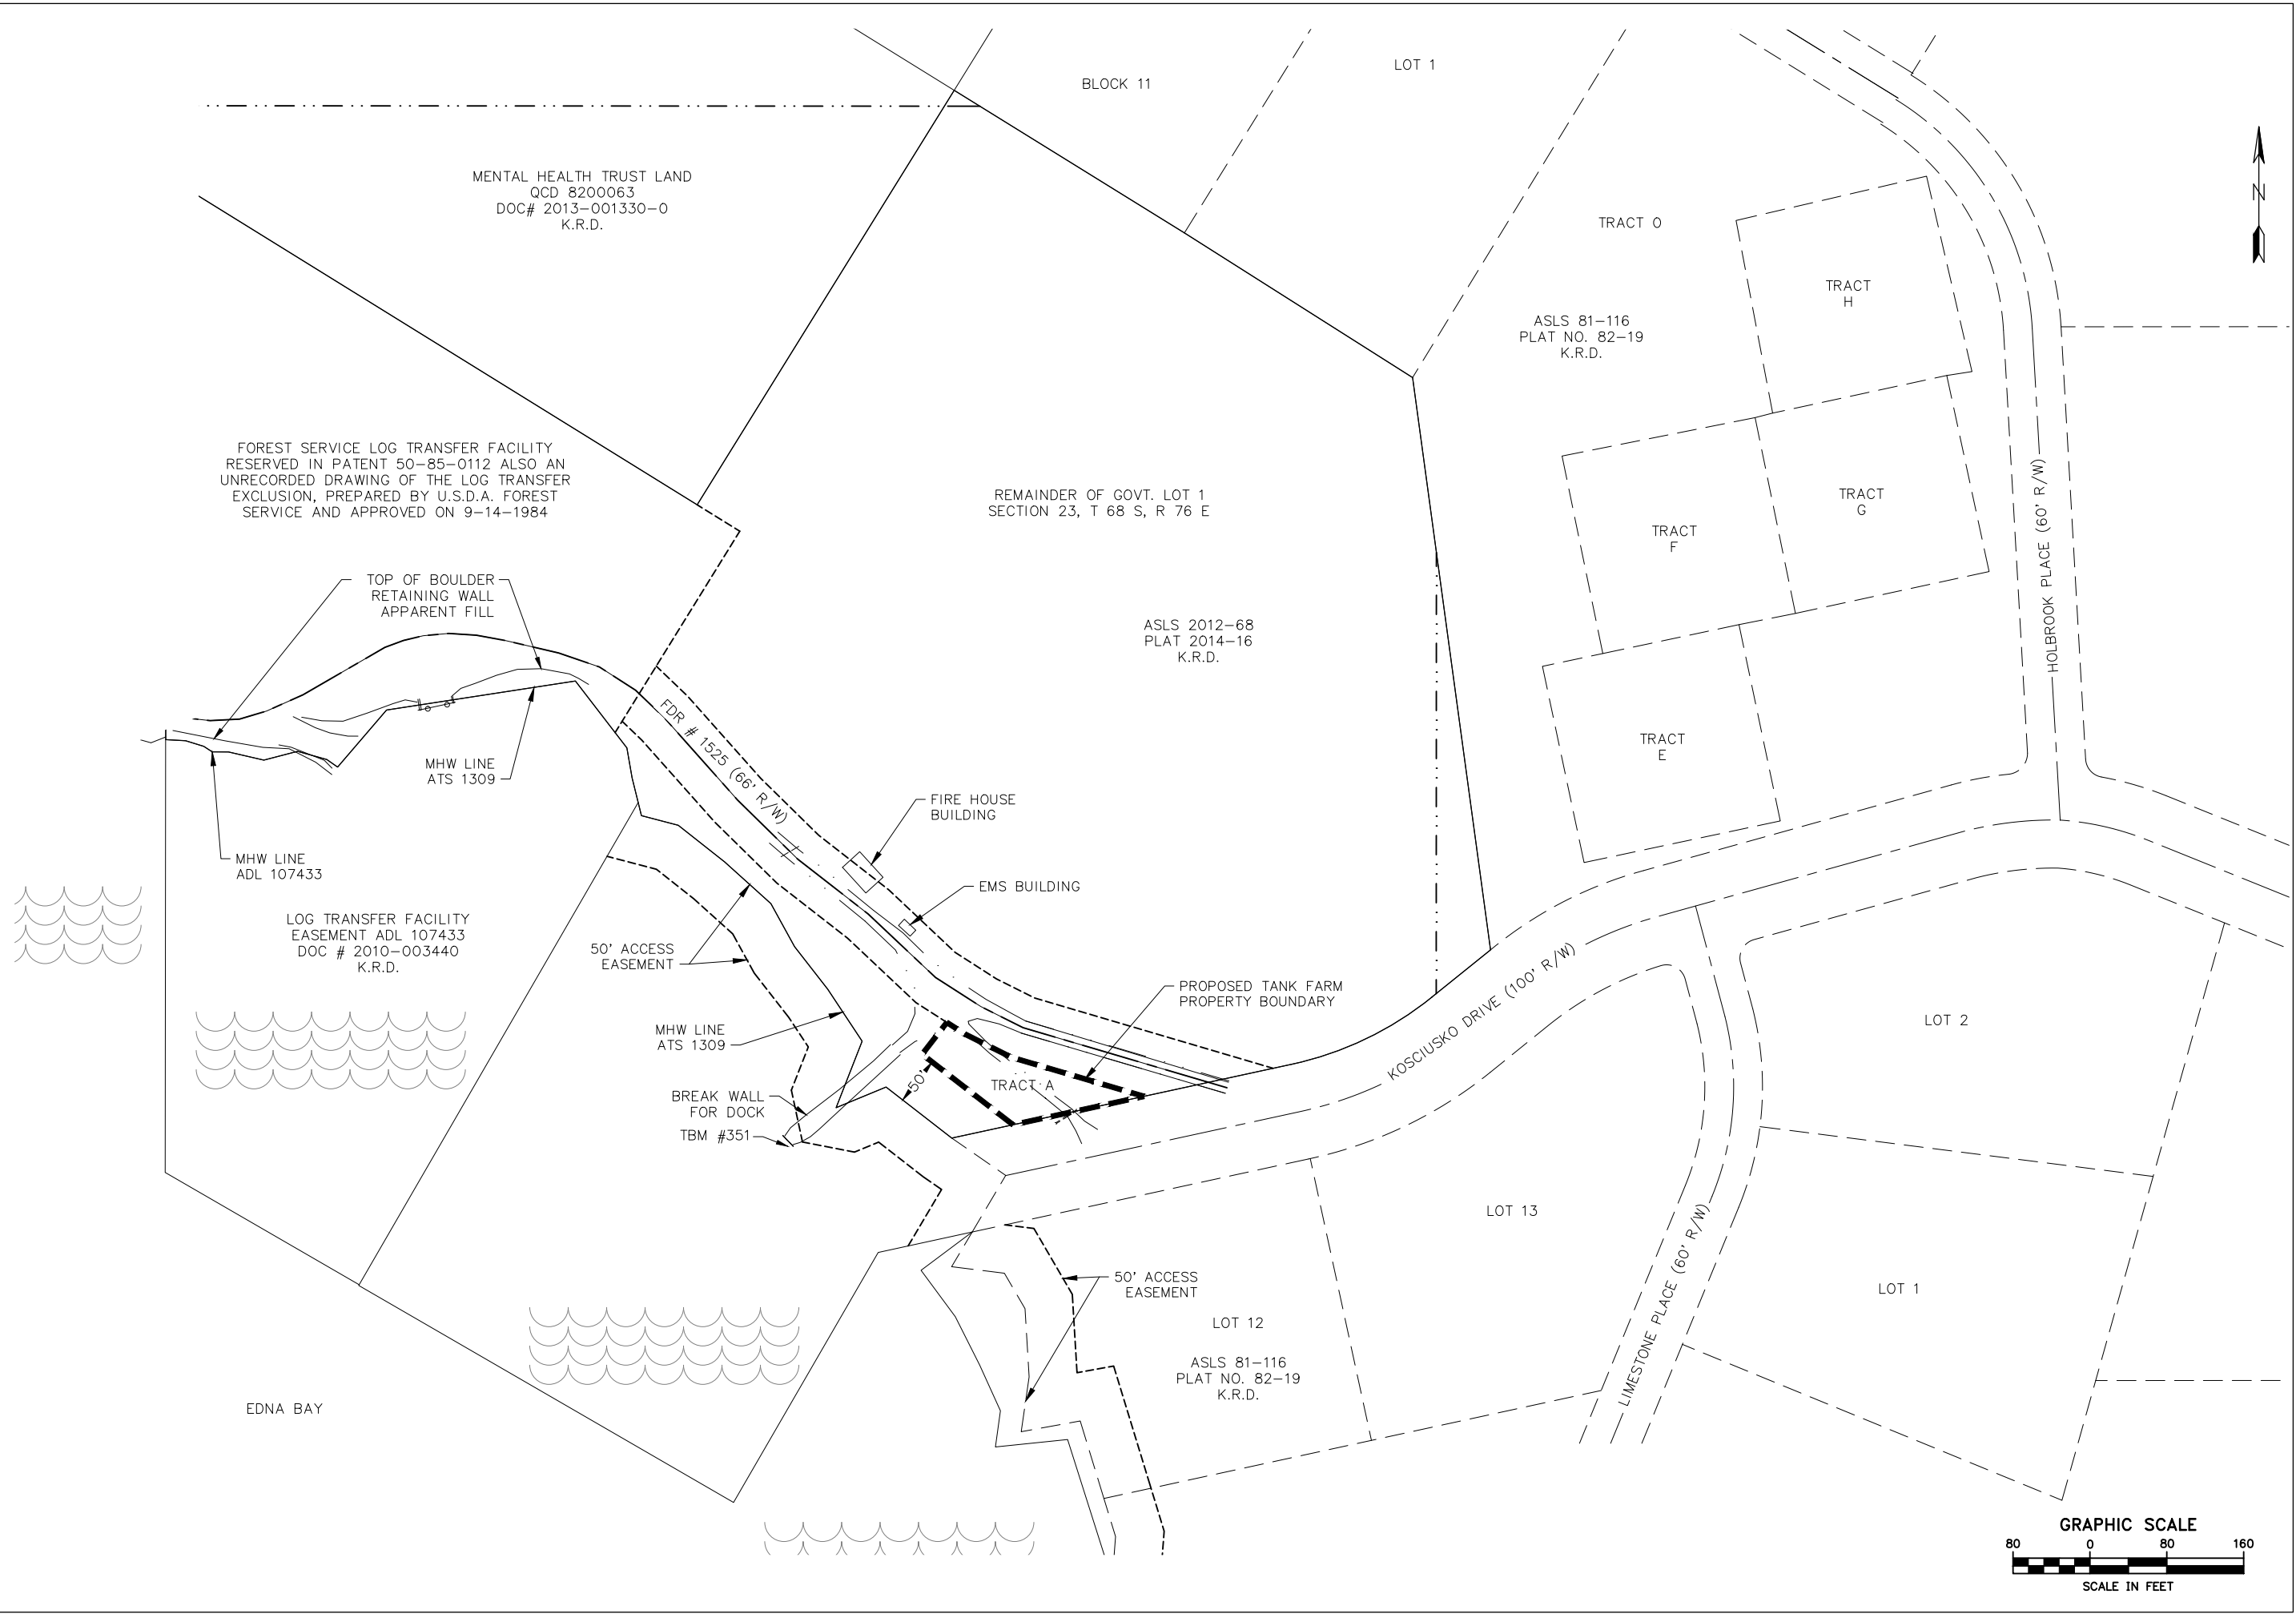 BLOCK 11
LOT 1
N
MENTAL HEALTH TRUST LAND
QCD 8200063
DOC# 2013-001330-0
K.R.D.
TRACT O
TRACT
H
ASLS 81-116
PLAT NO. 82-19
K.R.D.
FOREST SERVICE LOG TRANSFER FACILITY
RESERVED IN PATENT 50-85-0112 ALSO AN
UNRECORDED DRAWING OF THE LOG TRANSFER
EXCLUSION, PREPARED BY U.S.D.A. FOREST
SERVICE AND APPROVED ON 9-14-1984
REMAINDER OF GOVT. LOT 1
SECTION 23, T 68 S, R 76 E
TRACT
G
TRACT
F
HOLBROOK PLACE (60' R/W)
TOP OF BOULDER
RETAINING WALL
APPARENT FILL
ASLS 2012-68
PLAT 2014-16
K.R.D.
TRACT
E
MHW LINE
ATS 1309
FDR # 1525 (66' R/W)
FIRE HOUSE
BUILDING
MHW LINE
ADL 107433
EMS BUILDING
LOG TRANSFER FACILITY
EASEMENT ADL 107433
DOC # 2010-003440
K.R.D.
50' ACCESS
EASEMENT
PROPOSED TANK FARM
PROPERTY BOUNDARY
KOSCIUSKO DRIVE (100' R/W)
LOT 2
MHW LINE
ATS 1309
50'
TRACT A
BREAK WALL
FOR DOCK
TBM #351
LOT 13
LIMESTONE PLACE (60' R/W)
50' ACCESS
EASEMENT
LOT 1
LOT 12
ASLS 81-116
PLAT NO. 82-19
K.R.D.
EDNA BAY
GRAPHIC SCALE
80 0 80 160
SCALE IN FEET